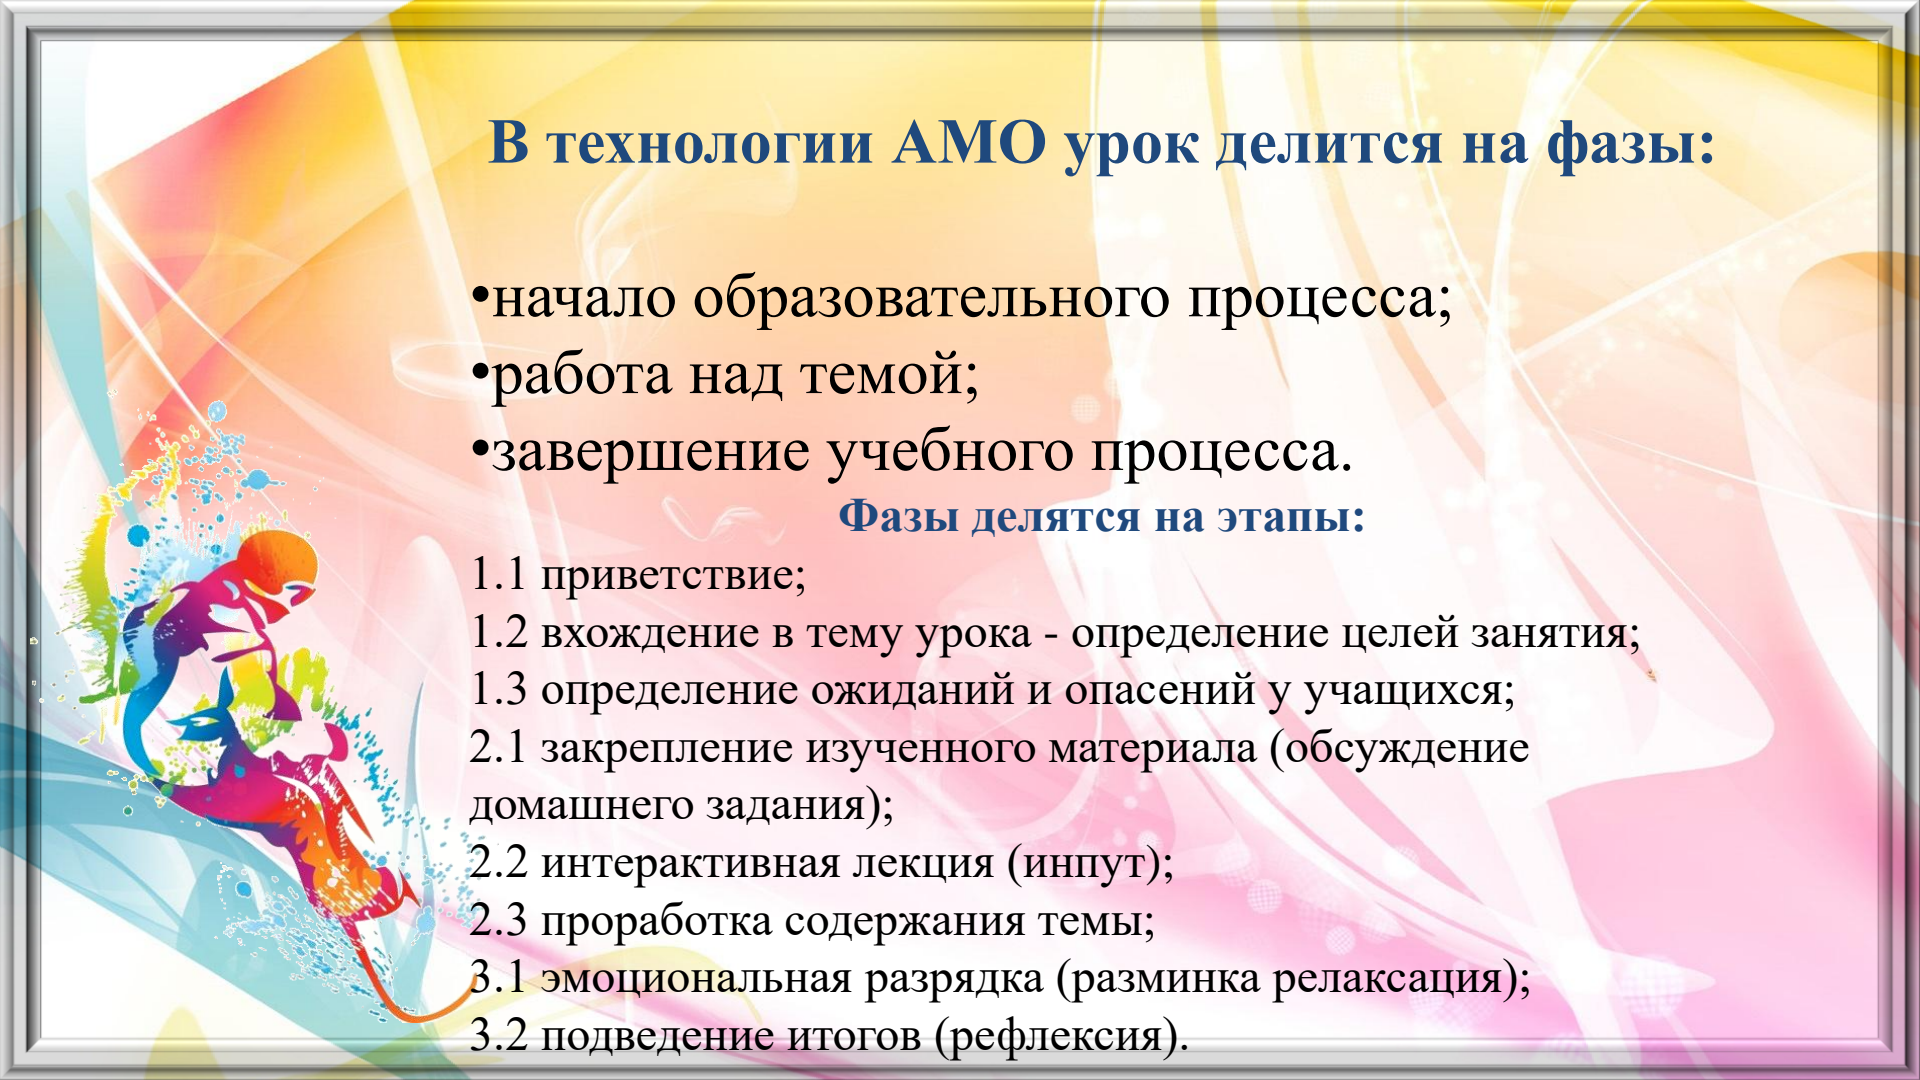 В технологии АМО урок делится на фазы:
•начало образовательного процесса;
•работа над темой;
•завершение учебного процесса.
Фазы делятся на этапы:
1.1 приветствие;
1.2 вхождение в тему урока - определение целей занятия;
1.3 определение ожиданий и опасений у учащихся;
2.1 закрепление изученного материала (обсуждение
домашнего задания);
2.2 интерактивная лекция (инпут);
2.3 проработка содержания темы;
3.1 эмоциональная разрядка (разминка релаксация);
3.2 подведение итогов (рефлексия).